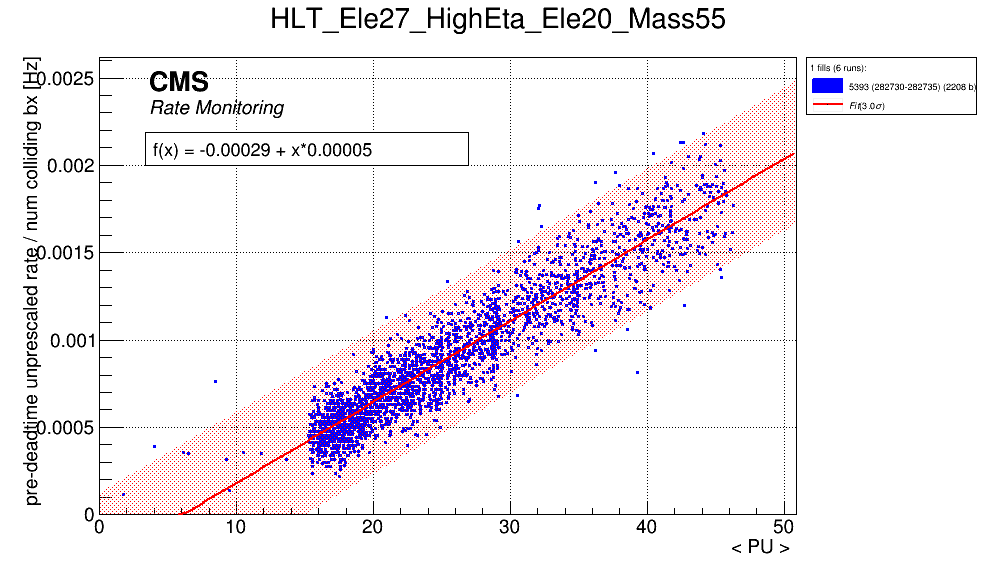 HLT_Ele27_HighEta_Ele20_Mass55
pre-deadtime unprescaled rate / num colliding bx [Hz]
0.0025
0.002
0.0015
0.001
0.0005
0
CMS
Rate Monitoring
f(x) = -0.00029 + x*0.00005
0 10 20 30 40 50
< PU >
1 fills (6 runs):
5393 (282730-282735) (2208 b)
Fit(3.0σ)